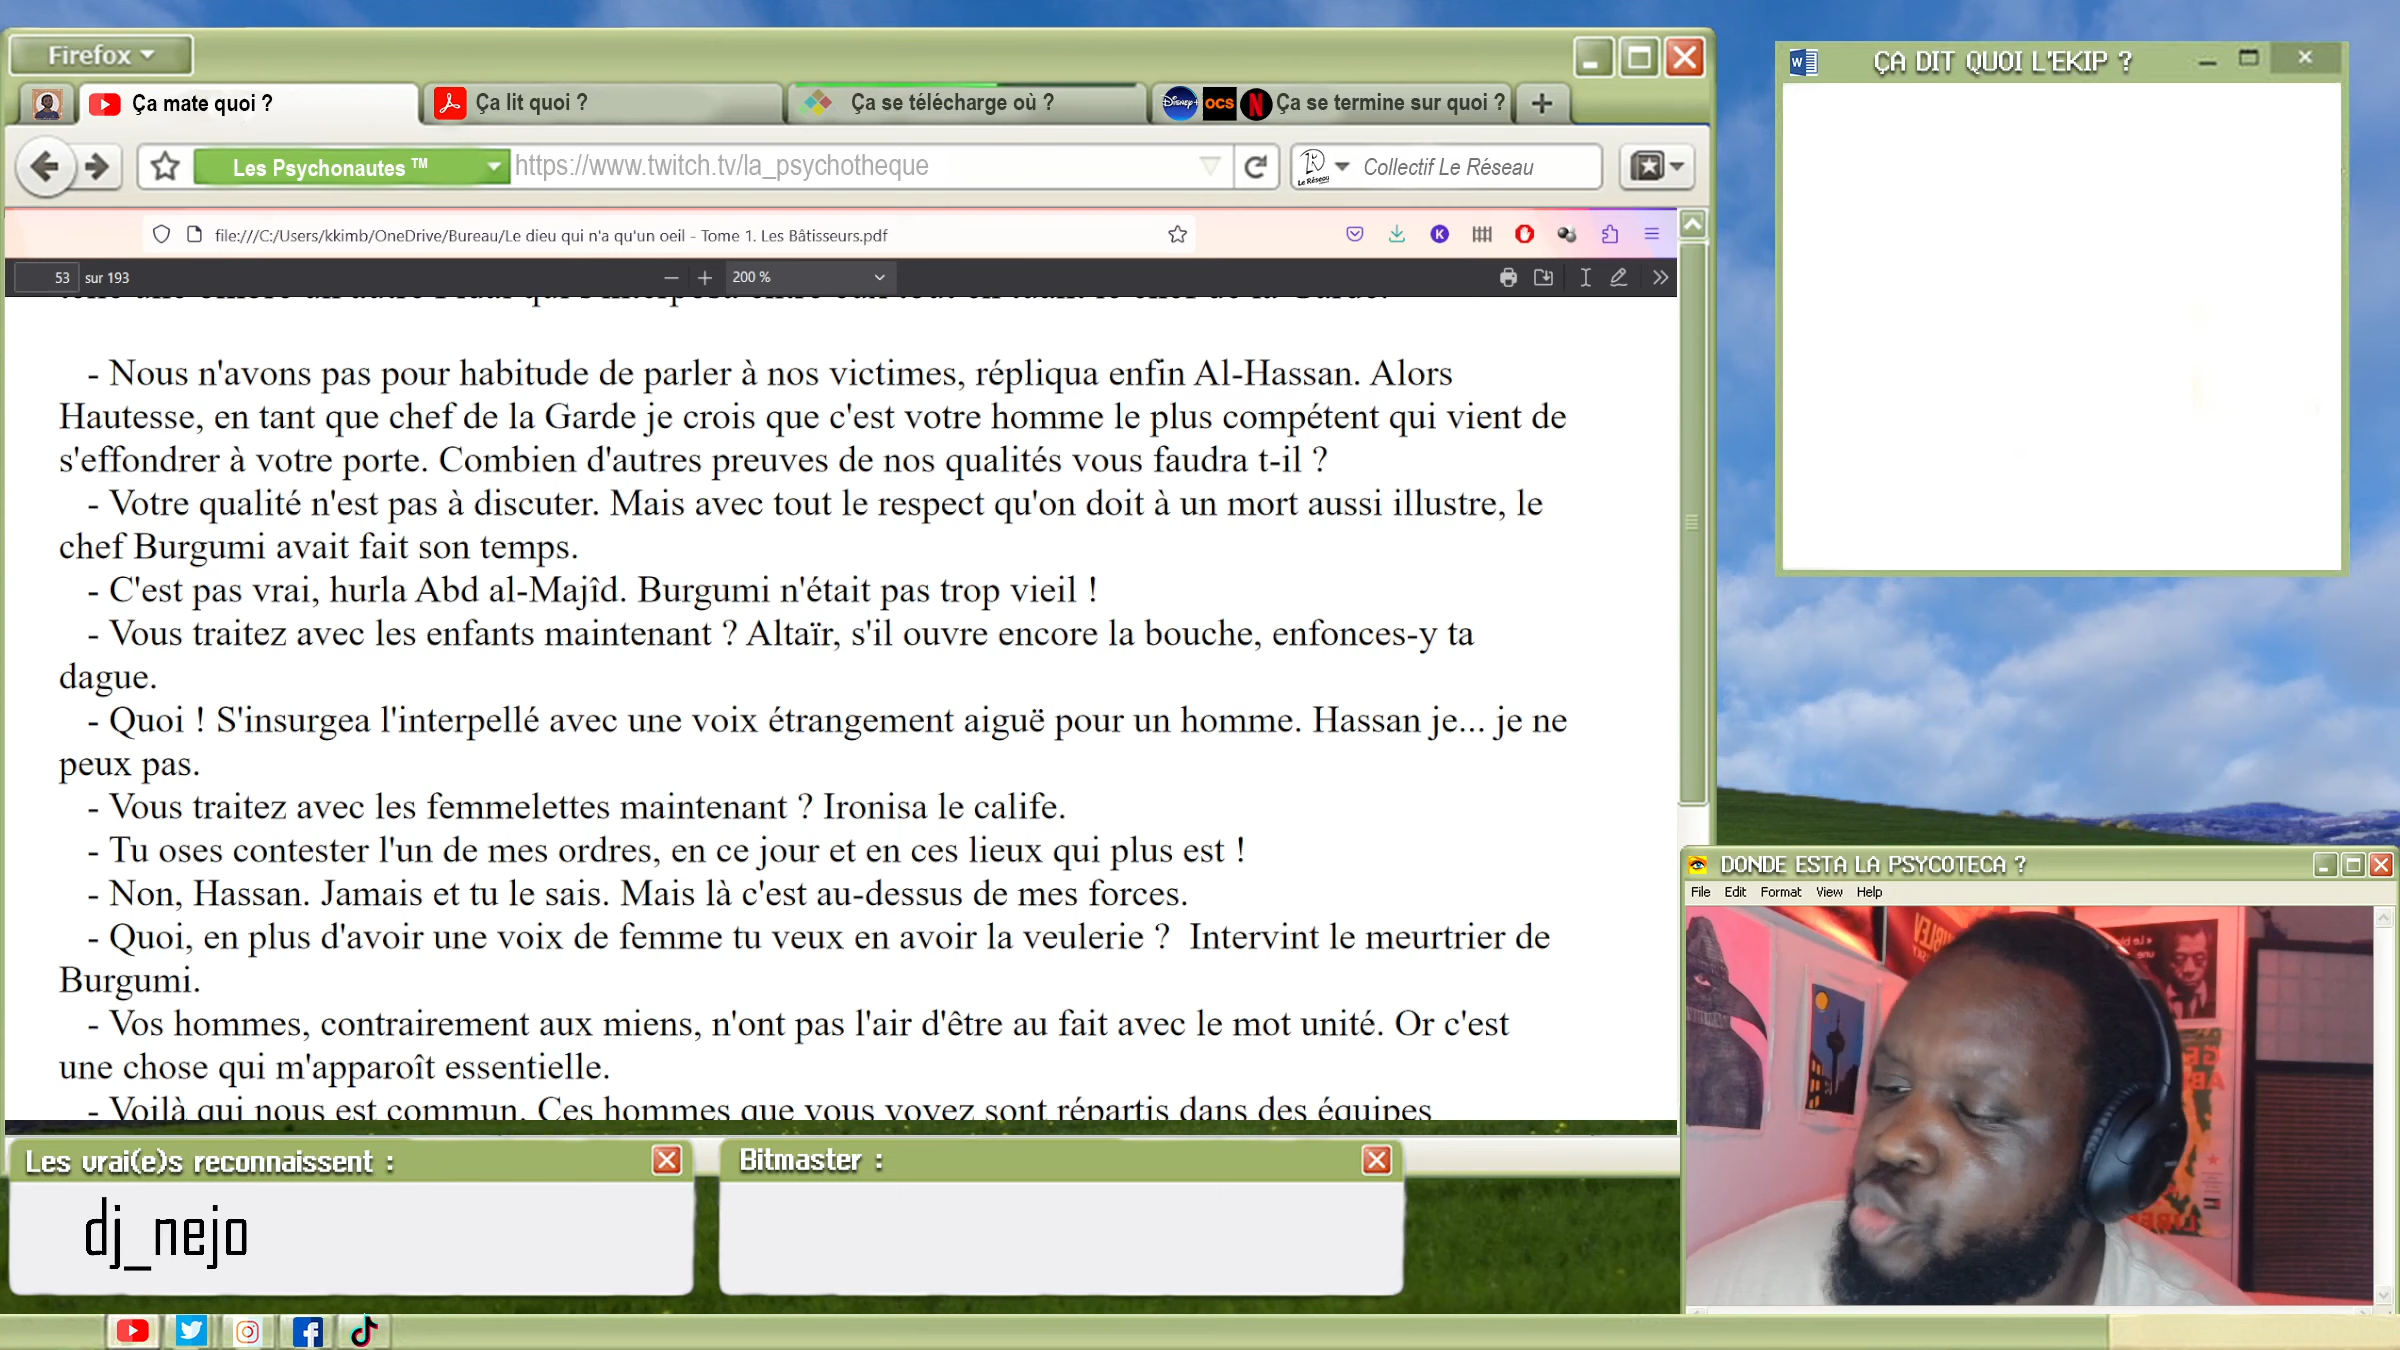 Firefox
Ça mate quoi ?
Ça lit quoi ?
Ça se télécharge où ?
Disney+ OCS N Ça se termine sur quoi ?
Les Psychonautes™ https://www.twitch.tv/la_psychotheque
Le Réseau Collectif Le Réseau
file:///C:/Users/kkimb/OneDrive/Bureau/Le dieu qui n'a qu'un oeil - Tome 1. Les Bâtisseurs.pdf
53 sur 193
200 %
- Nous n'avons pas pour habitude de parler à nos victimes, répliqua enfin Al-Hassan. Alors
Hautesse, en tant que chef de la Garde je crois que c'est votre homme le plus compétent qui vient de
s'effondrer à votre porte. Combien d'autres preuves de nos qualités vous faudra t-il ?
- Votre qualité n'est pas à discuter. Mais avec tout le respect qu'on doit à un mort aussi illustre, le
chef Burgumi avait fait son temps.
- C'est pas vrai, hurla Abd al-Majîd. Burgumi n'était pas trop vieil !
- Vous traitez avec les enfants maintenant ? Altaïr, s'il ouvre encore la bouche, enfonces-y ta
dague.
- Quoi ! S'insurgea l'interpellé avec une voix étrangement aiguë pour un homme. Hassan je... je ne
peux pas.
- Vous traitez avec les femmelettes maintenant ? Ironisa le calife.
- Tu oses contester l'un de mes ordres, en ce jour et en ces lieux qui plus est !
- Non, Hassan. Jamais et tu le sais. Mais là c'est au-dessus de mes forces.
- Quoi, en plus d'avoir une voix de femme tu veux en avoir la veulerie ?  Intervint le meurtrier de
Burgumi.
- Vos hommes, contrairement aux miens, n'ont pas l'air d'être au fait avec le mot unité. Or c'est
une chose qui m'apparoît essentielle.
- Voilà qui nous est commun. Ces hommes que vous voyez sont répartis dans des équipes
ÇA DIT QUOI L'EKIP ?
DONDE ESTA LA PSYCOTECA ?
File Edit Format View Help
Les vrai(e)s reconnaissent :
dj_nejo
Bitmaster :